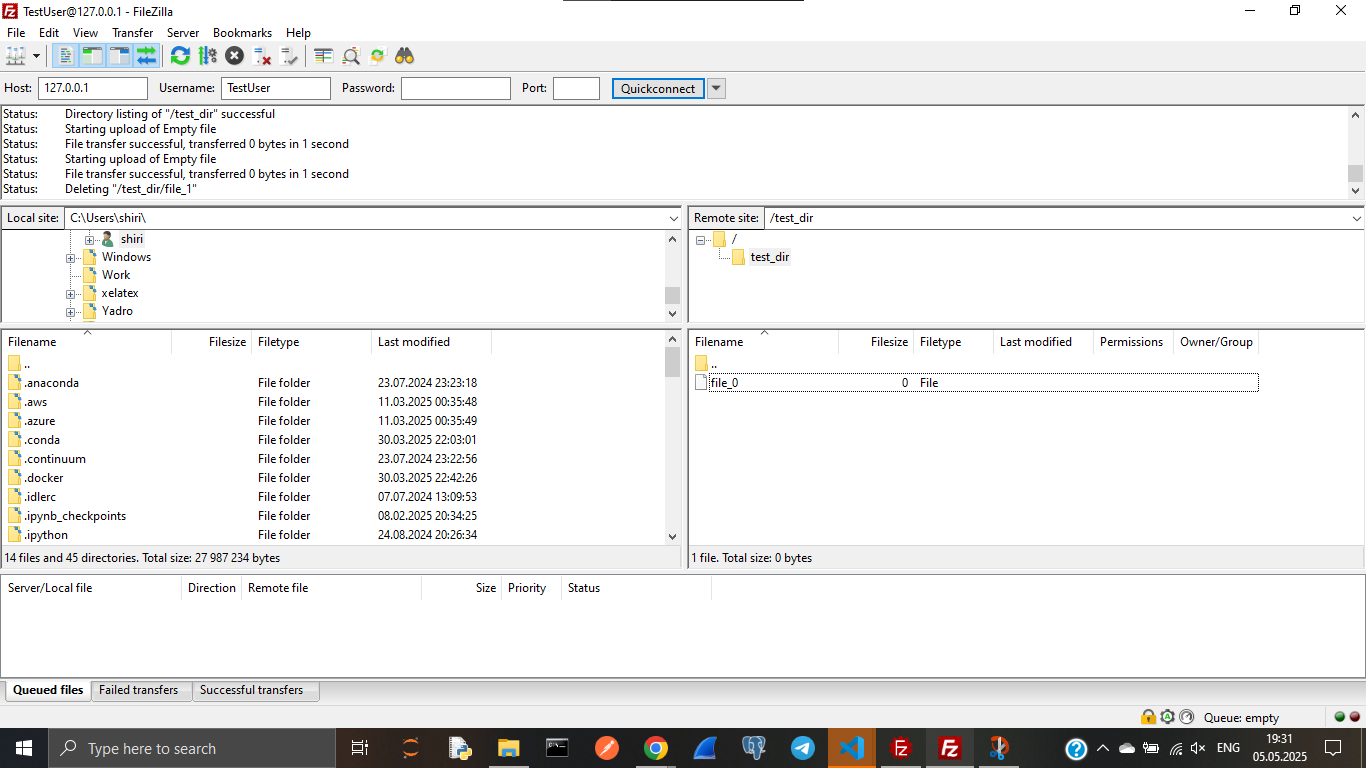 TestUser@127.0.0.1 - FileZilla
File Edit View Transfer Server Bookmarks Help
Host: 127.0.0.1 Username: TestUser Password: Port: Quickconnect
Status: Directory listing of "/test_dir" successful
Status: Starting upload of Empty file
Status: File transfer successful, transferred 0 bytes in 1 second
Status: Starting upload of Empty file
Status: File transfer successful, transferred 0 bytes in 1 second
Status: Deleting "/test_dir/file_1"
Local site: C:\Users\shiri\
shiri
Windows
Work
xelatex
Yadro
Remote site: /test_dir
/
test_dir
Filename Filesize Filetype Last modified
..
.anaconda File folder 23.07.2024 23:23:18
.aws File folder 11.03.2025 00:35:48
.azure File folder 11.03.2025 00:35:49
.conda File folder 30.03.2025 22:03:01
.continuum File folder 23.07.2024 23:22:56
.docker File folder 30.03.2025 22:42:26
.idlerc File folder 07.07.2024 13:09:53
.ipynb_checkpoints File folder 08.02.2025 20:34:25
.ipython File folder 24.08.2024 20:26:34
14 files and 45 directories. Total size: 27 987 234 bytes
Filename Filesize Filetype Last modified Permissions Owner/Group
..
file_0 0 File
1 file. Total size: 0 bytes
Server/Local file Direction Remote file Size Priority Status
Queued files Failed transfers Successful transfers
Queue: empty
Type here to search
ENG
19:31
05.05.2025